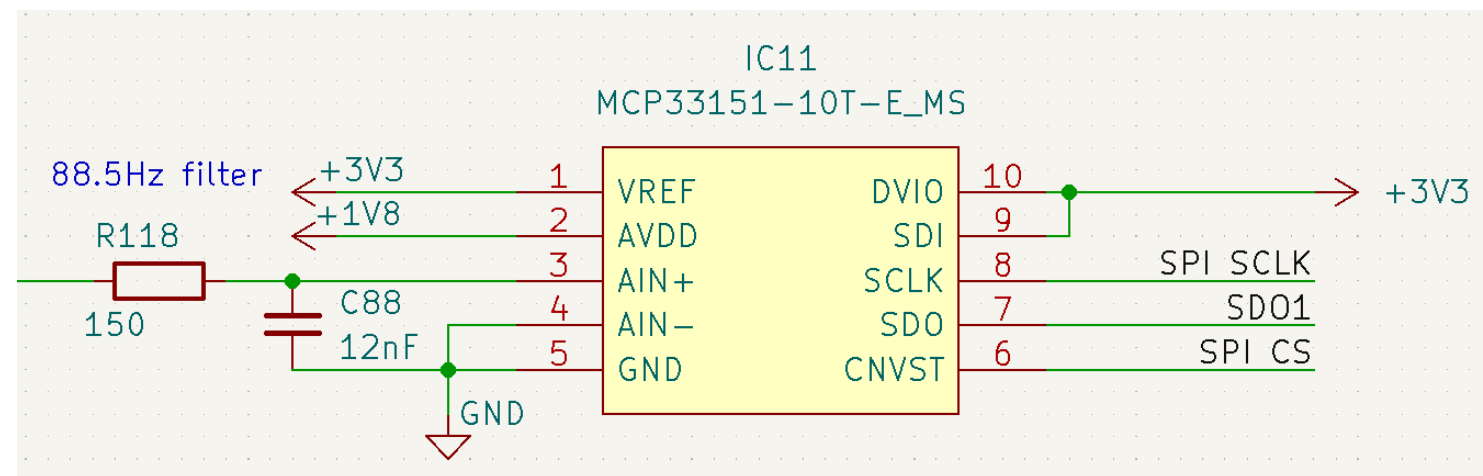 IC11
MCP33151-10T-E_MS
88.5Hz filter
+3V3
+1V8
R118
150
C88
12nF
GND
1
VREF
2
AVDD
3
AIN+
4
AIN-
5
GND
DVIO
10
SDI
9
SCLK
8
SDO
7
CNVST
6
+3V3
SPI SCLK
SDO1
SPI CS